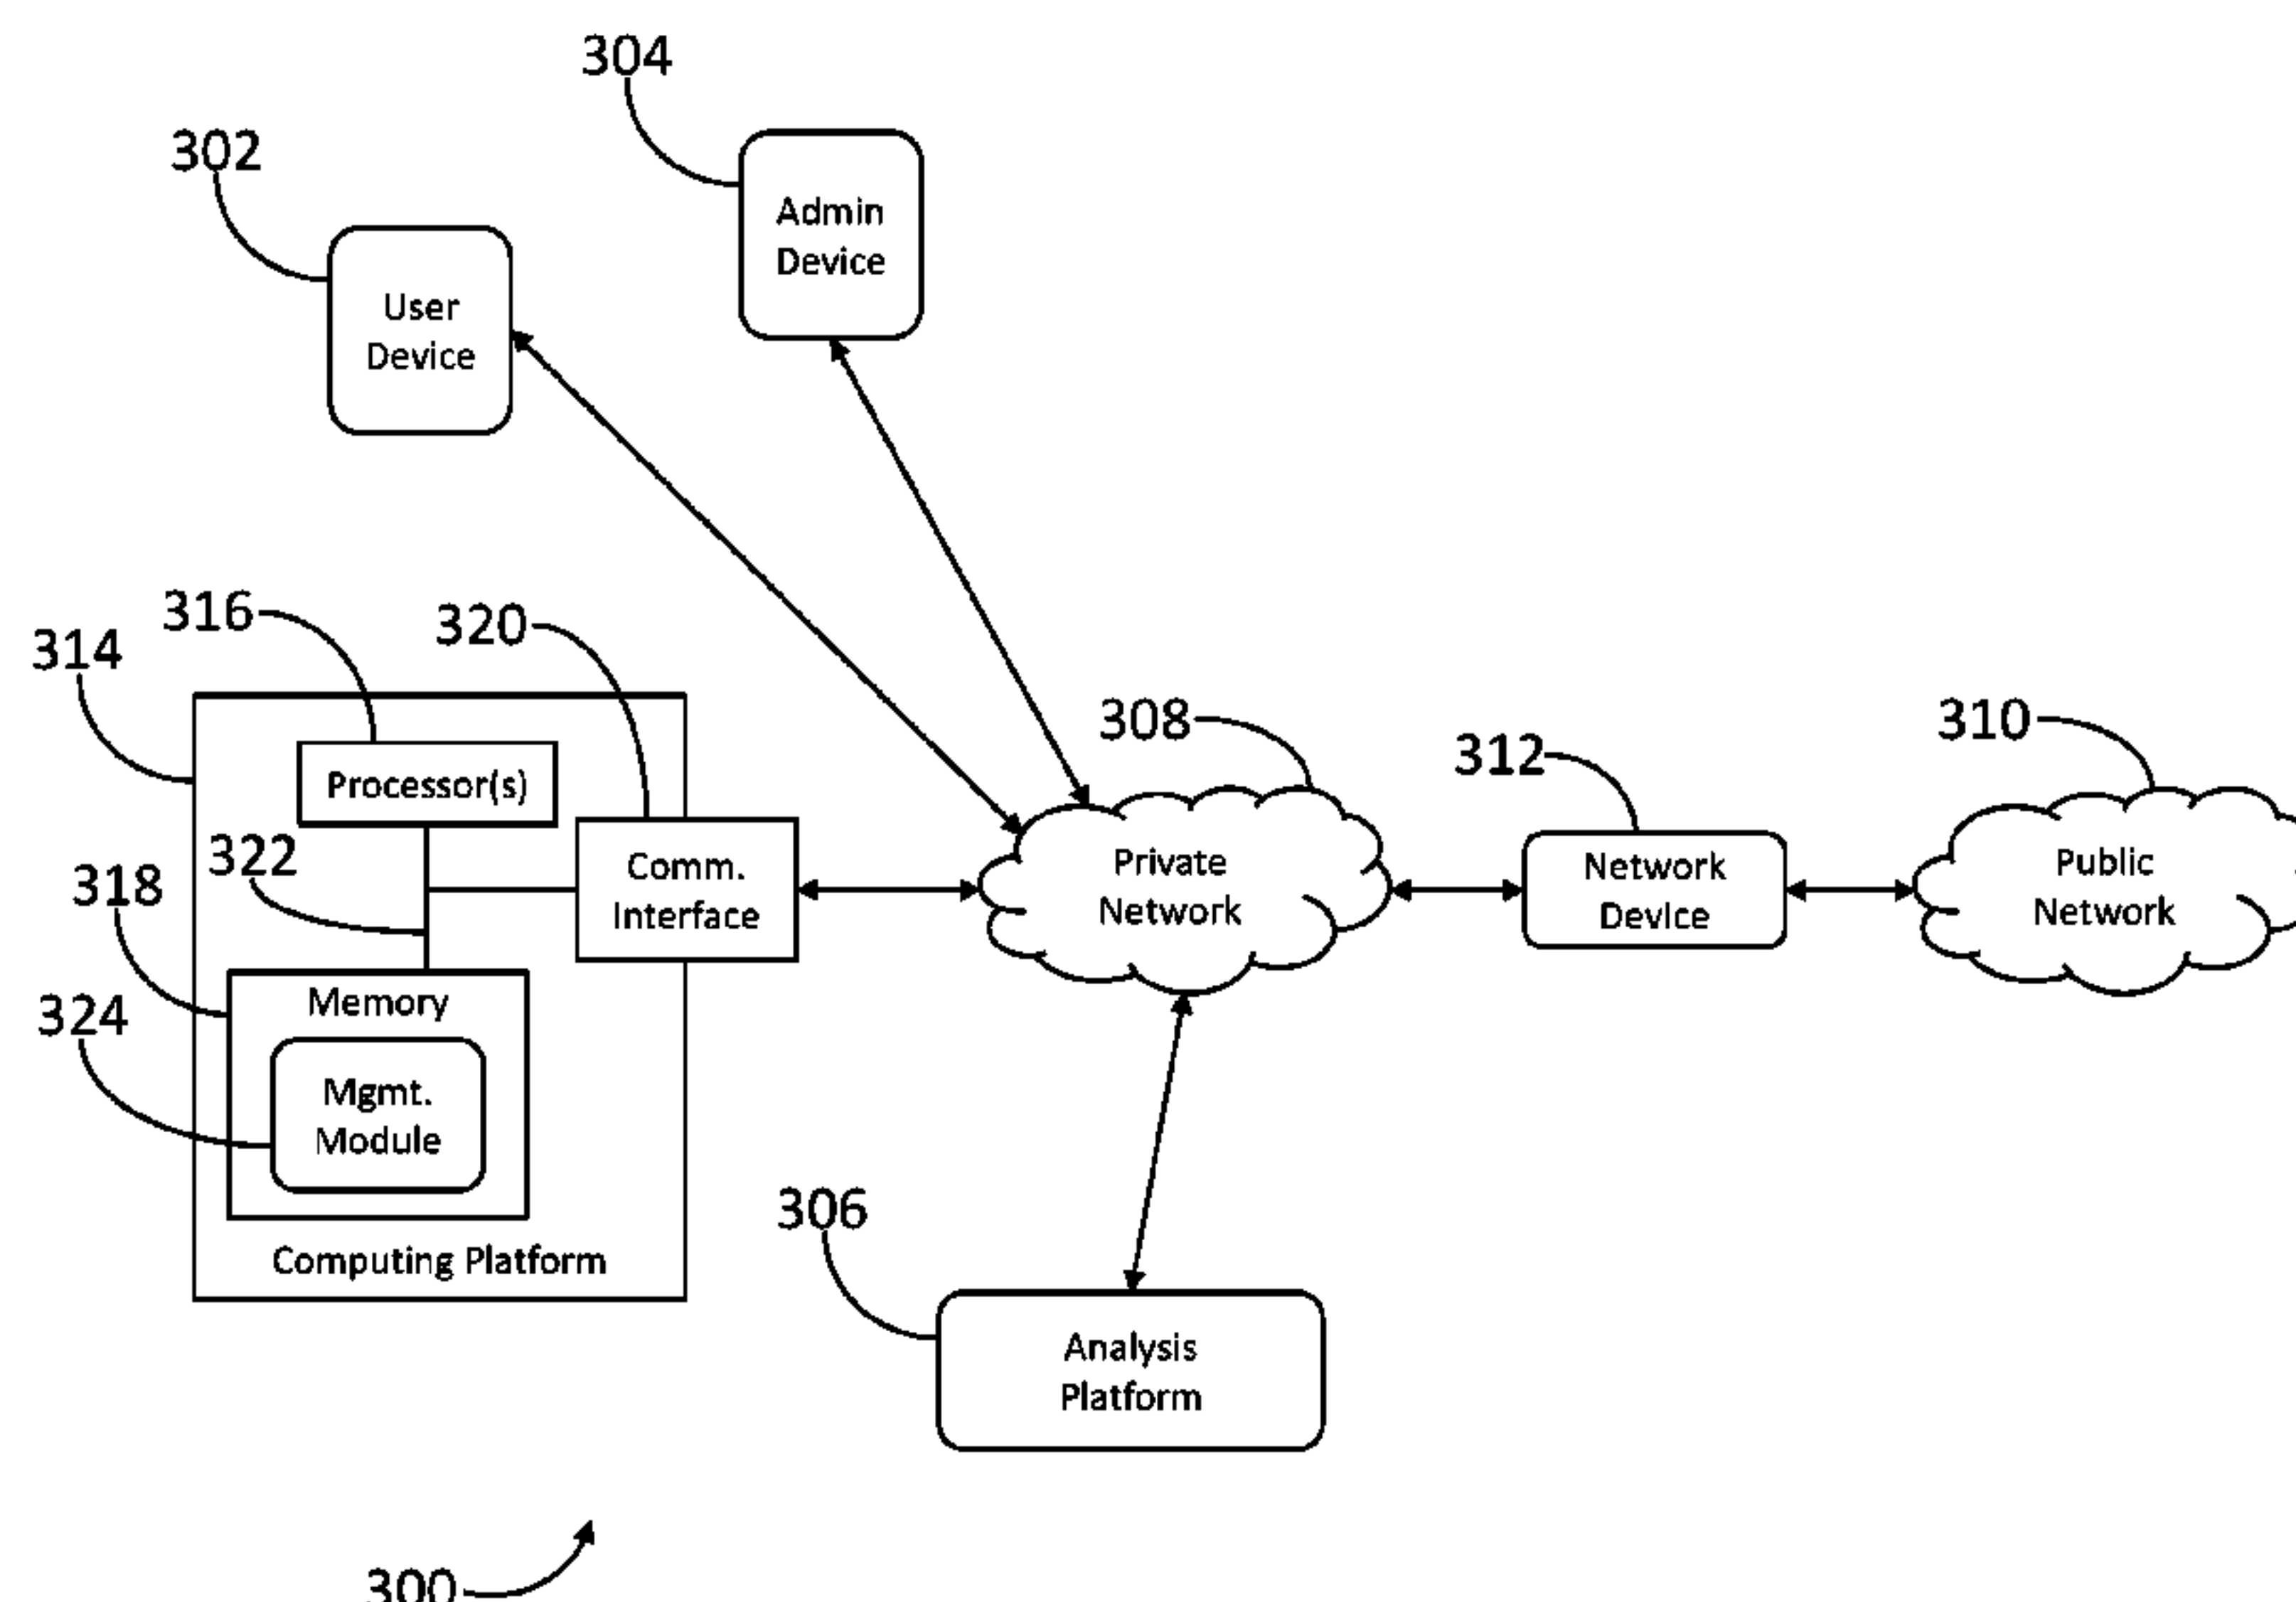 304
302
Admin
Device
User
Device
316
320
314
308
310
312
Processor(s)
322
318
Comm.
Interface
Private
Network
Network
Device
Public
Network
Memory
324
Mgmt.
Module
306
Computing Platform
Analysis
Platform
300